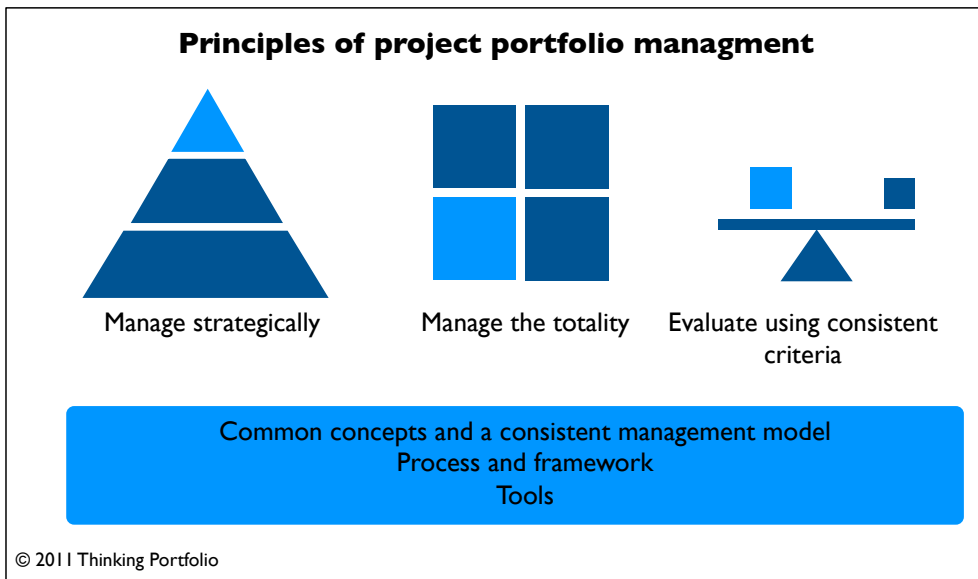 Principles of project portfolio managment
Manage strategically
Manage the totality
Evaluate using consistent
criteria
Common concepts and a consistent management model
Process and framework
Tools
© 2011 Thinking Portfolio